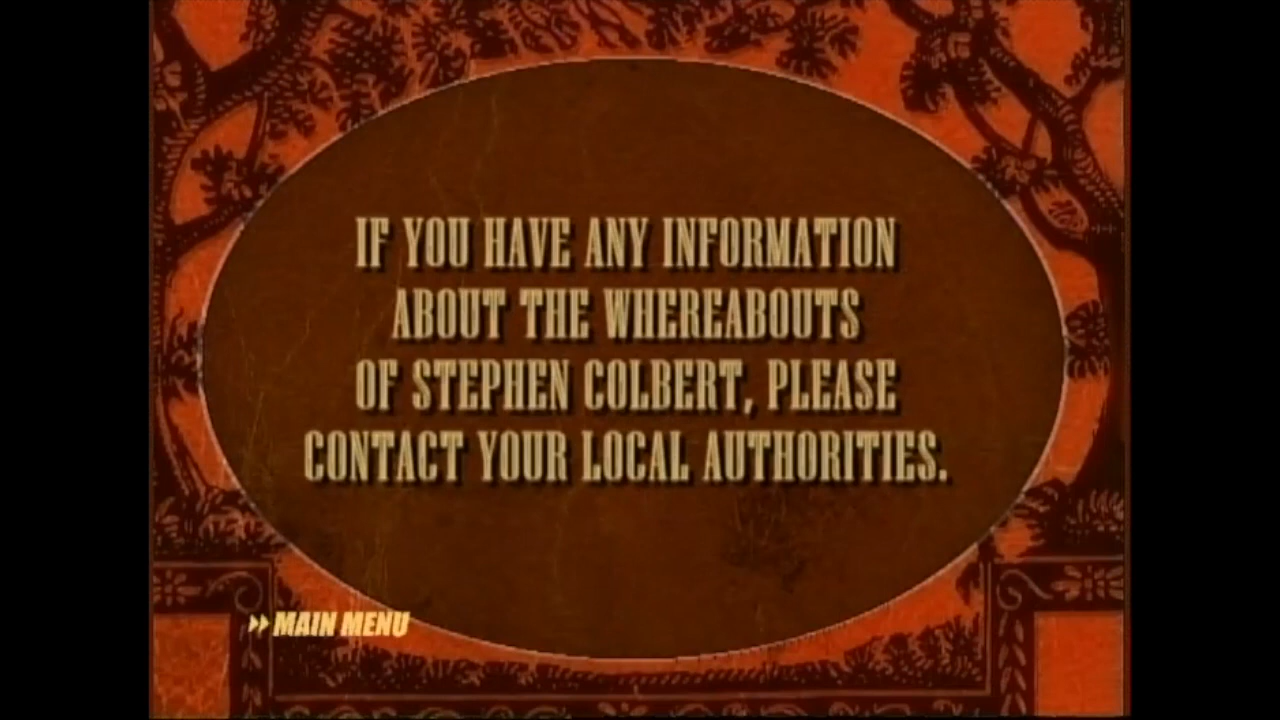 IF YOU HAVE ANY INFORMATION
ABOUT THE WHEREABOUTS
OF STEPHEN COLBERT, PLEASE
CONTACT YOUR LOCAL AUTHORITIES.
MAIN MENU